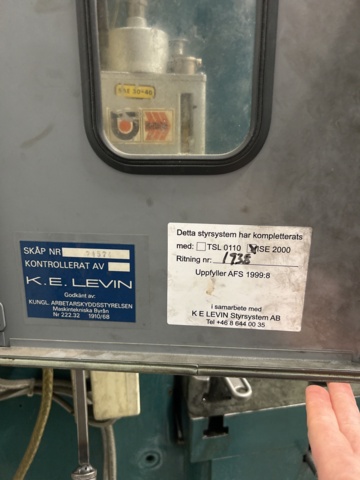 SKÅP NR
KONTROLLERAT AV
K.E. LEVIN
Godkänt av:
KUNGL. ARBETARSKYDDSSTYRELSEN
Maskintekniska Byrån
Nr 222.32 1910/68
Detta styrsystem har kompletterats
med: TSL 0110 SE 2000
Ritning nr: 1735
Uppfyller AFS 1999:8
i samarbete med
K E LEVIN Styrsystem AB
Tel +46 8 644 00 35